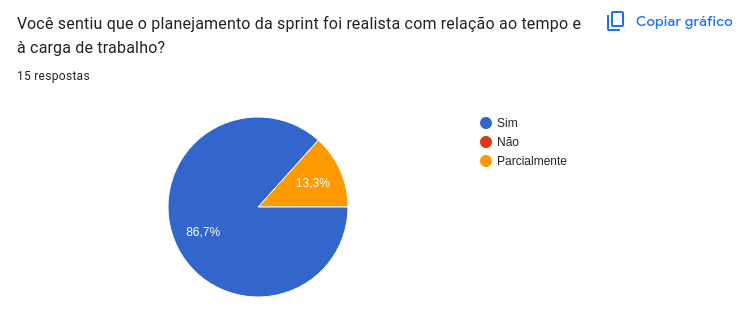 Você sentiu que o planejamento da sprint foi realista com relação ao tempo e
à carga de trabalho?
Copiar gráfico
15 respostas
Sim
Não
Parcialmente
13,3%
86,7%